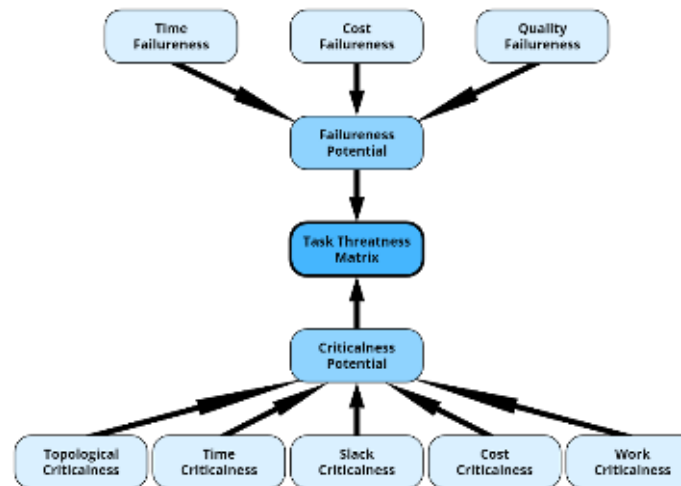 Time
Failureness
Cost
Failureness
Quality
Failureness
Failureness
Potential
Task Threatness
Matrix
Criticalness
Potential
Topological
Criticalness
Time
Criticalness
Slack
Criticalness
Cost
Criticalness
Work
Criticalness